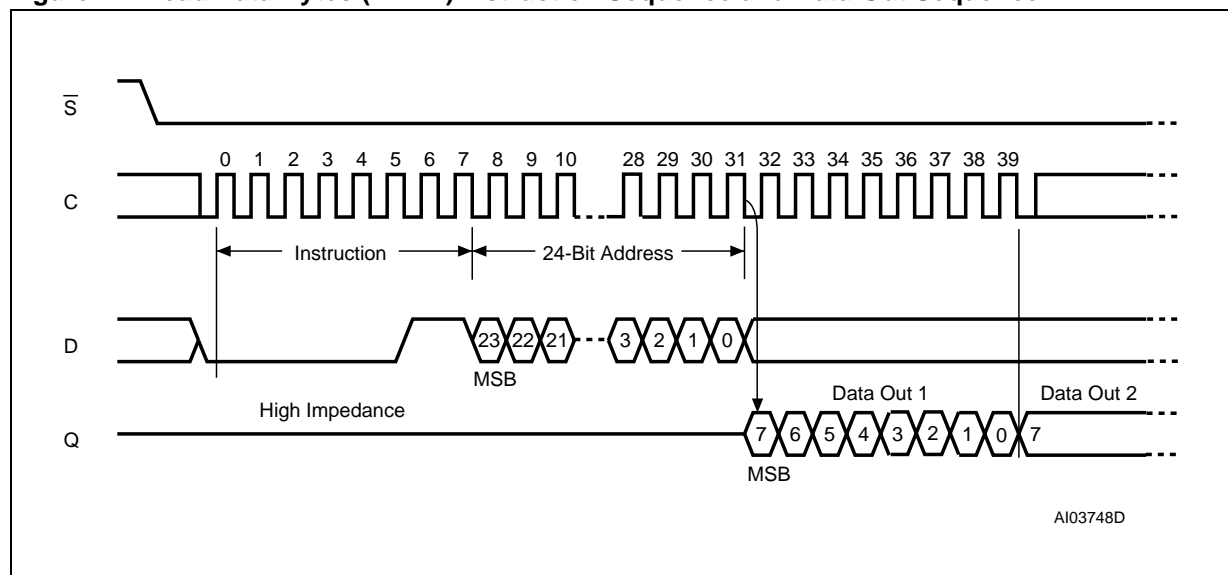 S
0 1 2 3 4 5 6 7 8 9 10 28 29 30 31 32 33 34 35 36 37 38 39
C
Instruction 24-Bit Address
D 23 22 21 3 2 1 0
MSB
High Impedance Data Out 1 Data Out 2
Q 7 6 5 4 3 2 1 0 7
MSB
AI03748D